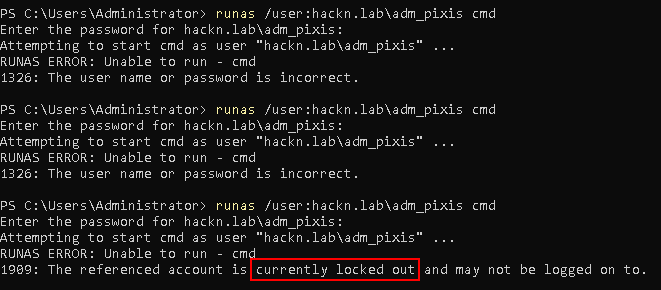 PS C:\Users\Administrator> runas /user:hackn.lab\adm_pixis cmd
Enter the password for hackn.lab\adm_pixis:
Attempting to start cmd as user "hackn.lab\adm_pixis" ...
RUNAS ERROR: Unable to run - cmd
1326: The user name or password is incorrect.
PS C:\Users\Administrator> runas /user:hackn.lab\adm_pixis cmd
Enter the password for hackn.lab\adm_pixis:
Attempting to start cmd as user "hackn.lab\adm_pixis" ...
RUNAS ERROR: Unable to run - cmd
1326: The user name or password is incorrect.
PS C:\Users\Administrator> runas /user:hackn.lab\adm_pixis cmd
Enter the password for hackn.lab\adm_pixis:
Attempting to start cmd as user "hackn.lab\adm_pixis" ...
RUNAS ERROR: Unable to run - cmd
1909: The referenced account is currently locked out and may not be logged on to.